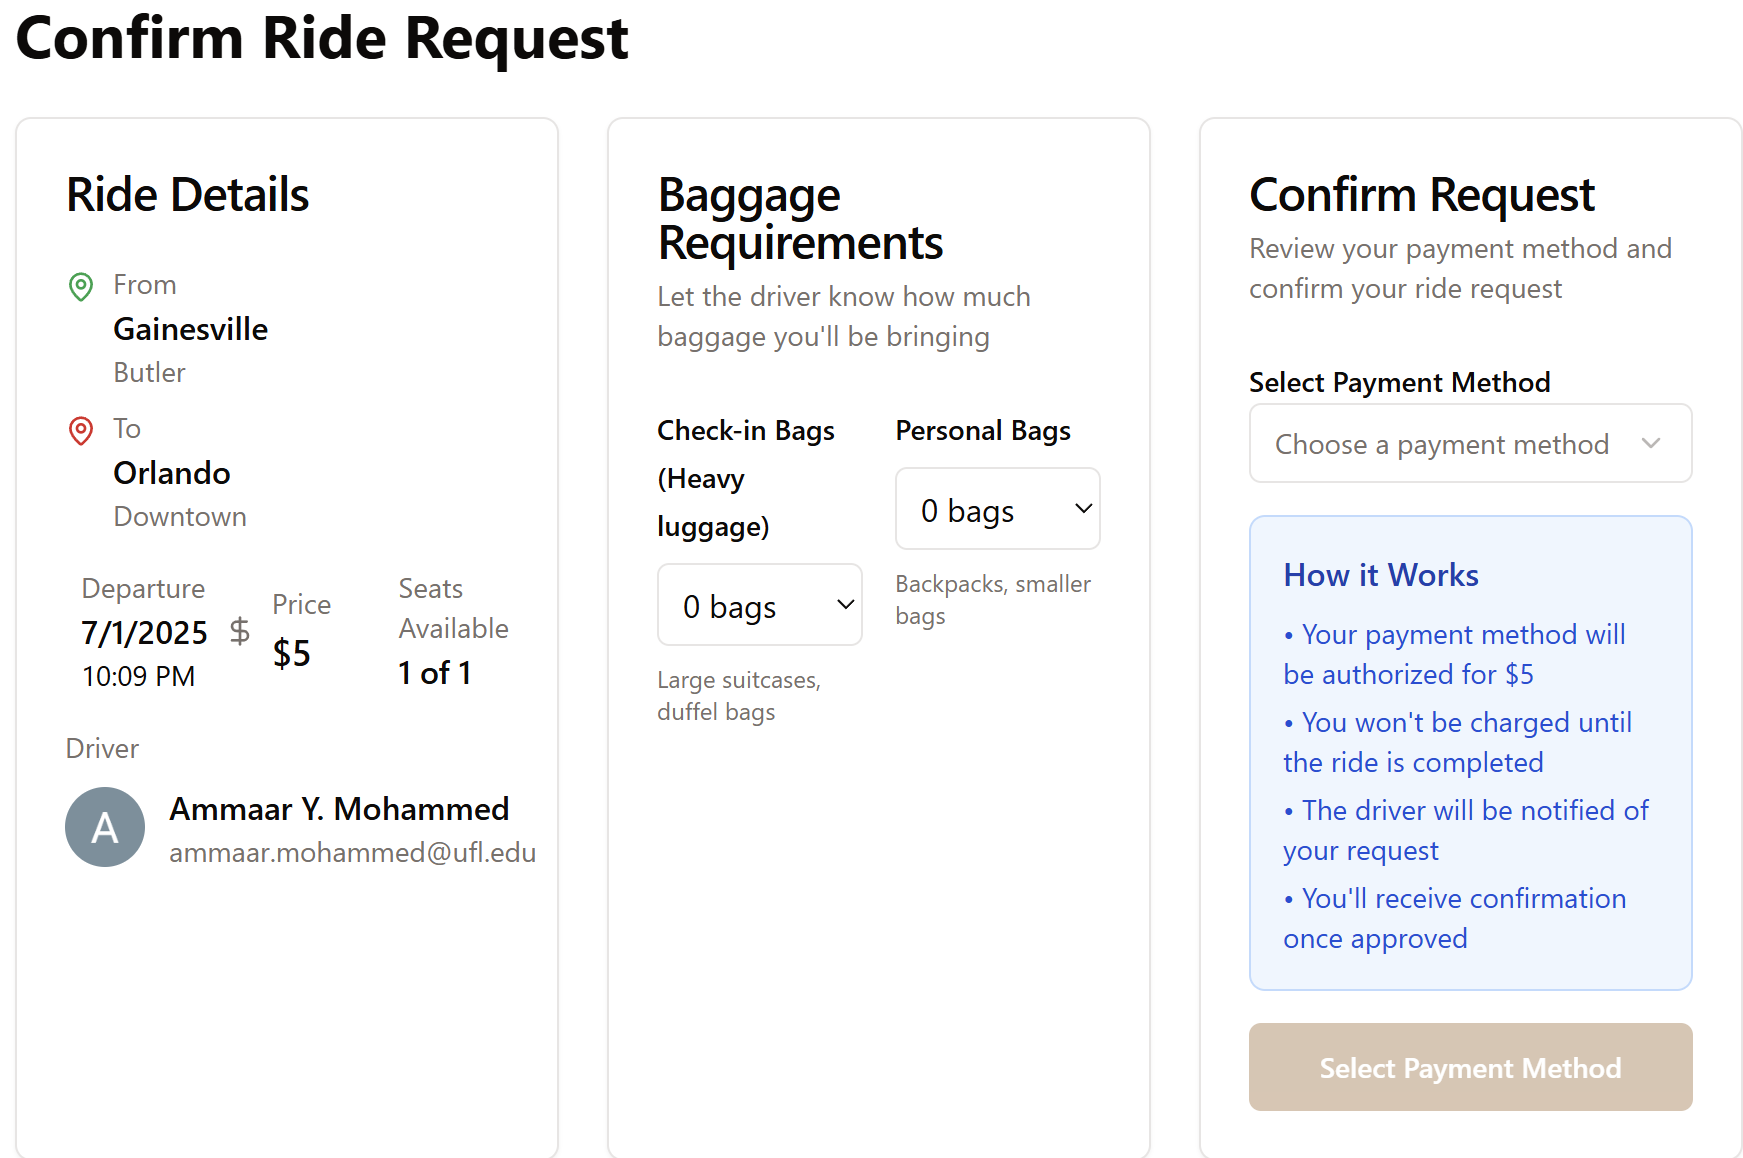 Confirm Ride Request
Ride Details
From
Gainesville
Butler
To
Orlando
Downtown
Departure
7/1/2025
10:09 PM
$
Price
$5
Seats
Available
1 of 1
Driver
A
Ammaar Y. Mohammed
ammaar.mohammed@ufl.edu
Baggage
Requirements
Let the driver know how much
baggage you'll be bringing
Check-in Bags
(Heavy
luggage)
0 bags
Large suitcases,
duffel bags
Personal Bags
0 bags
Backpacks, smaller
bags
Confirm Request
Review your payment method and
confirm your ride request
Select Payment Method
Choose a payment method
How it Works
• Your payment method will
be authorized for $5
• You won't be charged until
the ride is completed
• The driver will be notified of
your request
• You'll receive confirmation
once approved
Select Payment Method